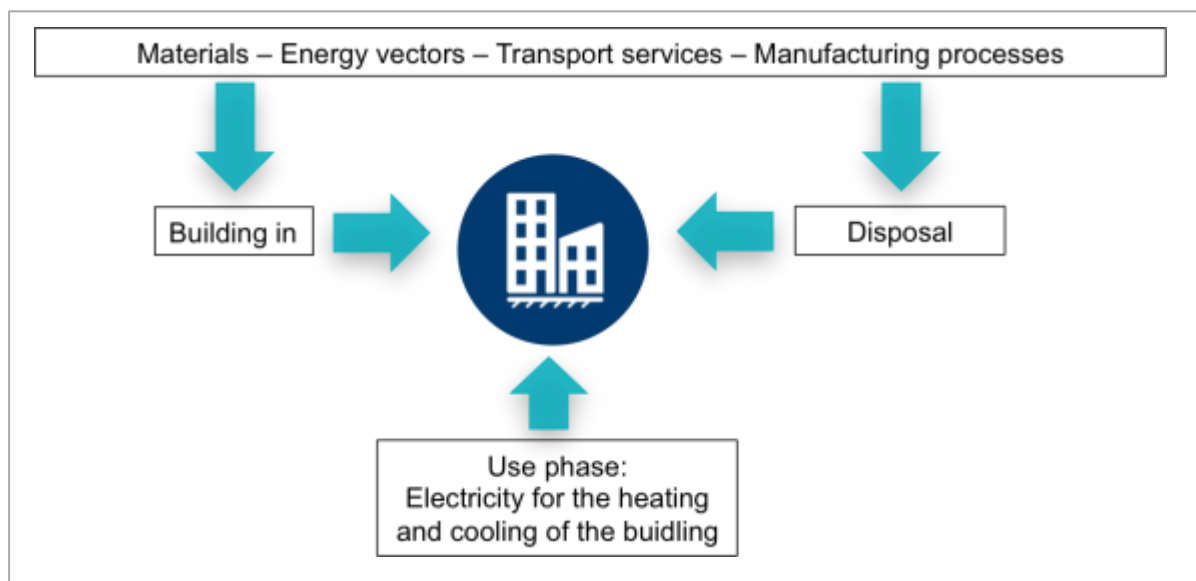 Materials – Energy vectors – Transport services – Manufacturing processes
Building in
Disposal
Use phase:
Electricity for the heating
and cooling of the buidling